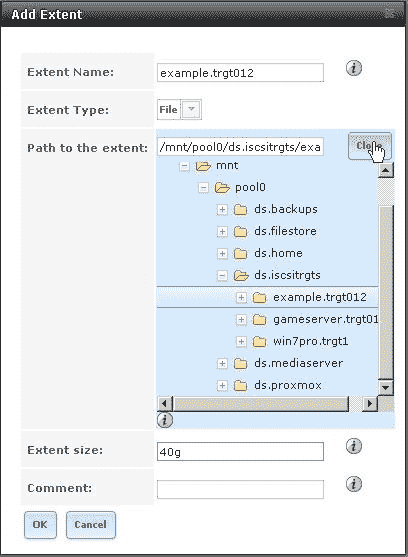 Add Extent
Extent Name: example.trgt012
Extent Type: File
Path to the extent: /mnt/pool0/ds.iscsitrgts/exa
mnt
pool0
ds.backups
ds.filestore
ds.home
ds.iscsitrgts
example.trgt012
gameserver.trgt01
win7pro.trgt1
ds.mediaserver
ds.proxmox
Extent size: 40g
Comment:
OK Cancel